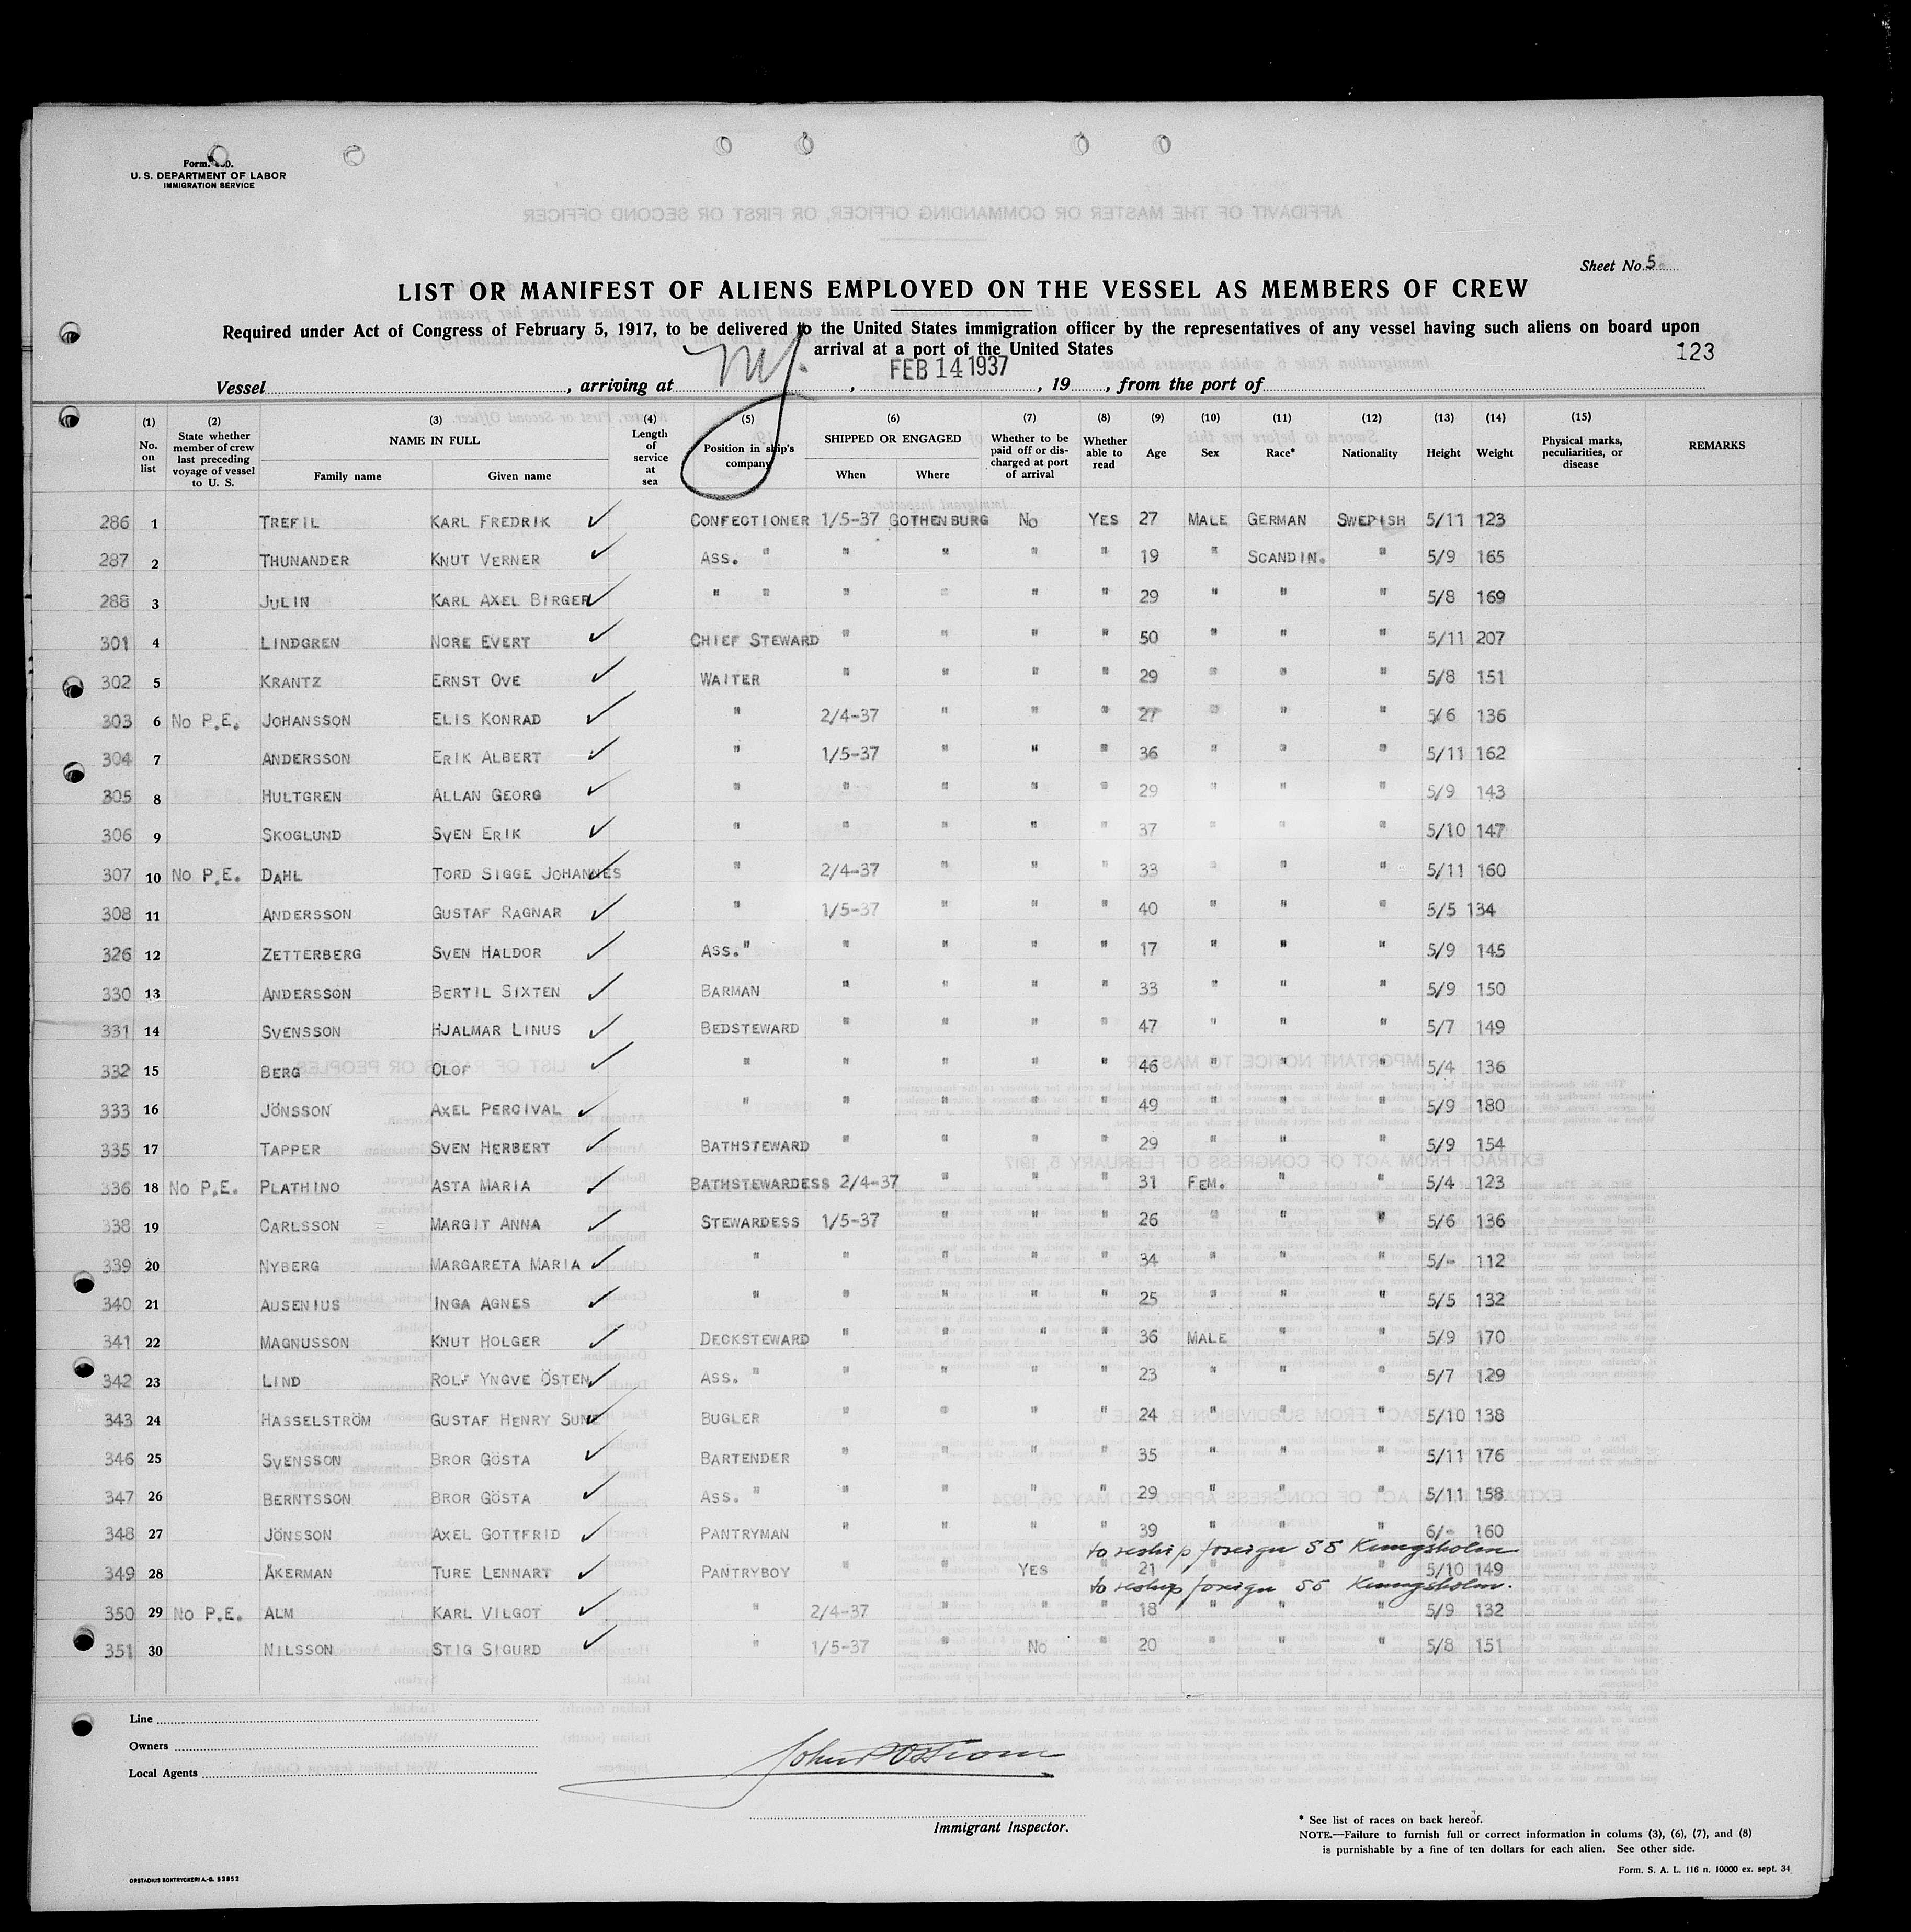 Form.
U. S. DEPARTMENT OF LABOR
IMMIGRATION SERVICE
Sheet No. 5
LIST OR MANIFEST OF ALIENS EMPLOYED ON THE VESSEL AS MEMBERS OF CREW
Required under Act of Congress of February 5, 1917, to be delivered to the United States immigration officer by the representatives of any vessel having such aliens on board upon
arrival at a port of the United States
123
Vessel, arriving at NY. , FEB 14 1937, 19, from the port of
(1) No. on list (2) State whether member of crew last preceding voyage of vessel to U. S. (3) NAME IN FULL Family name Given name (4) Length of service at sea (5) Position in ship's company (6) SHIPPED OR ENGAGED When Where (7) Whether to be paid off or discharged at port of arrival (8) Whether able to read (9) Age (10) Sex (11) Race* (12) Nationality (13) Height (14) Weight (15) Physical marks, peculiarities, or disease REMARKS
286 1 TREFIL KARL FREDRIK ✓ CONFECTIONER 1/5-37 GOTHENBURG NO YES 27 MALE GERMAN SWEDISH 5/11 123
287 2 THUNANDER KNUT VERNER ✓ ASS. " " " " " 19 " SCANDIN. " 5/9 165
288 3 JULIN KARL AXEL BIRGER ✓ " " " " " " 29 " " " 5/8 169
301 4 LINDGREN NORE EVERT ✓ CHIEF STEWARD " " " " 50 " " " 5/11 207
302 5 KRANTZ ERNST OVE ✓ WAITER " " " " 29 " " " 5/8 151
303 6 NO P.E. JOHANSSON ELIS KONRAD ✓ " 2/4-37 " " " 27 " " " 5/6 136
304 7 ANDERSSON ERIK ALBERT ✓ " 1/5-37 " " " 36 " " " 5/11 162
305 8 HULTGREN ALLAN GEORG ✓ " " " " " 29 " " " 5/9 143
306 9 SKOGLUND SVEN ERIK ✓ " " " " " 37 " " " 5/10 147
307 10 NO P.E. DAHL TORD SIGGE JOHANNES ✓ " 2/4-37 " " " 33 " " " 5/11 160
308 11 ANDERSSON GUSTAF RAGNAR ✓ " 1/5-37 " " " 40 " " " 5/5 134
326 12 ZETTERBERG SVEN HALDOR ✓ ASS. " " " " " 17 " " " 5/9 145
330 13 ANDERSSON BERTIL SIXTEN ✓ BARMAN " " " " 33 " " " 5/9 150
331 14 SVENSSON HJALMAR LINUS ✓ BEDSTEWARD " " " " 47 " " " 5/7 149
332 15 BERG OLOF ✓ " " " " " 46 " " " 5/4 136
333 16 JÖNSSON AXEL PERCIVAL ✓ " " " " " 49 " " " 5/9 180
335 17 TAPPER SVEN HERBERT ✓ BATHSTEWARD " " " " 29 " " " 5/9 154
336 18 NO P.E. PLATHINO ASTA MARIA ✓ BATHSTEWARDESS 2/4-37 " " " 31 FEM. " " 5/4 123
338 19 CARLSSON MARGIT ANNA ✓ STEWARDESS 1/5-37 " " " 26 " " " 5/6 136
339 20 NYBERG MARGARETA MARIA ✓ " " " " " 34 " " " 5/- 112
340 21 AUSENIUS INGA AGNES ✓ " " " " " 25 " " " 5/5 132
341 22 MAGNUSSON KNUT HOLGER ✓ DECKSTEWARD " " " " 36 MALE " " 5/9 170
342 23 LIND ROLF YNGVE ÖSTEN ✓ ASS. " " " " " 23 " " " 5/7 129
343 24 HASSELSTRÖM GUSTAF HENRY SUNE ✓ BUGLER " " " " 24 " " " 5/10 138
346 25 SVENSSON BROR GÖSTA ✓ BARTENDER " " " " 35 " " " 5/11 176
347 26 BERNTSSON BROR GÖSTA ✓ ASS. " " " " " 29 " " " 5/11 158
348 27 JÖNSSON AXEL GOTTFRID ✓ PANTRYMAN " " " " 39 " " " 6/- 160
to reship foreign SS Kungsholm
349 28 ÅKERMAN TURE LENNART ✓ PANTRYBOY " " YES " 21 " " " 5/10 149
to reship foreign SS Kungsholm.
350 29 NO P.E. ALM KARL VILGOT ✓ " 2/4-37 " " " 18 " " " 5/9 132
351 30 NILSSON STIG SIGURD ✓ " 1/5-37 " NO " 20 " " " 5/8 151
Line
Owners
Local Agents
Immigrant Inspector.
* See list of races on back hereof.
NOTE.—Failure to furnish full or correct information in colums (3), (6), (7), and (8)
is punishable by a fine of ten dollars for each alien. See other side.
ORSTADIUS BOKTRYCKERI A.-B. 52852
Form. S. A. L. 116 n. 10000 ex. sept. 34